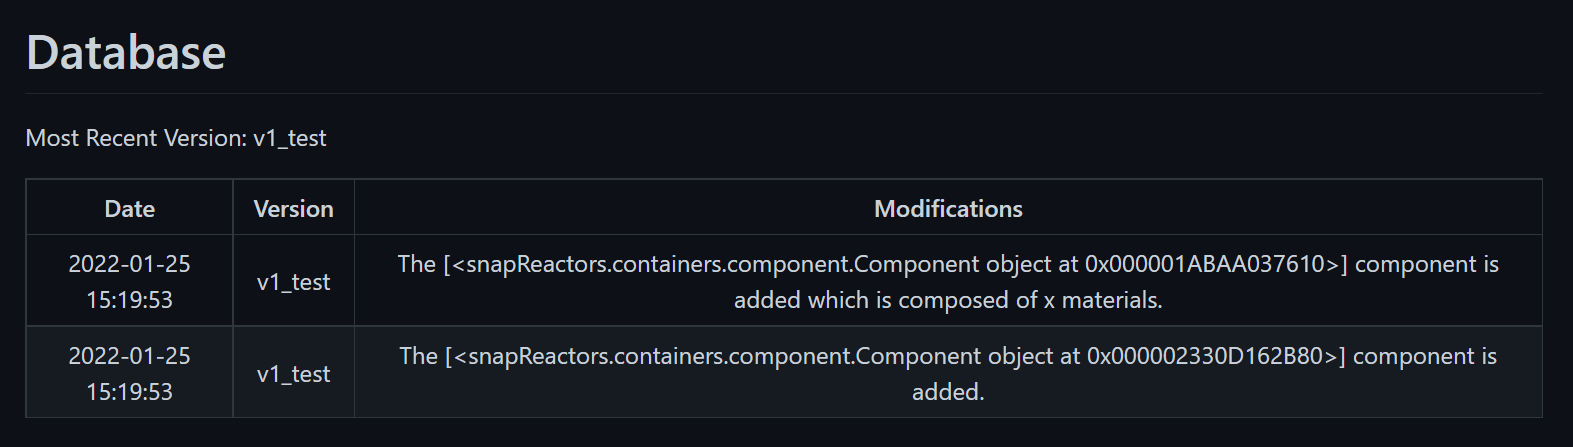 Database
Most Recent Version: v1_test
Date Version Modifications
2022-01-25
15:19:53
v1_test
The [<snapReactors.containers.component.Component object at 0x000001ABAA037610>] component is
added which is composed of x materials.
2022-01-25
15:19:53
v1_test
The [<snapReactors.containers.component.Component object at 0x000002330D162B80>] component is
added.